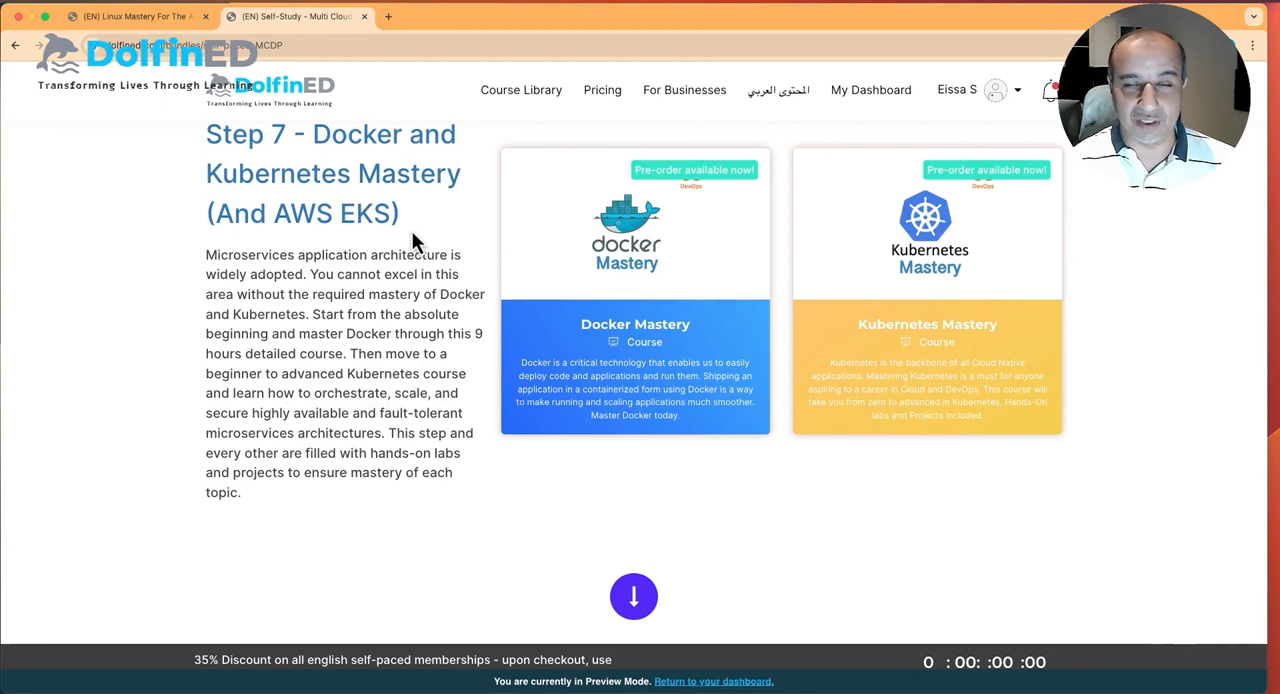 (EN) Linux Mastery For The A
(EN) Self-Study - Multi Cloud
MCDP
DolfinED
Transforming Lives Through Learning
DolfinED
Transforming Lives Through Learning
Course Library
Pricing
For Businesses
المحتوى العربي
My Dashboard
Eissa S
Step 7 - Docker and
Kubernetes Mastery
(And AWS EKS)
Microservices application architecture is
widely adopted. You cannot excel in this
area without the required mastery of Docker
and Kubernetes. Start from the absolute
beginning and master Docker through this 9
hours detailed course. Then move to a
beginner to advanced Kubernetes course
and learn how to orchestrate, scale, and
secure highly available and fault-tolerant
microservices architectures. This step and
every other are filled with hands-on labs
and projects to ensure mastery of each
topic.
Pre-order available now!
DevOps
docker
Mastery
Docker Mastery
Course
Docker is a critical technology that enables us to easily
deploy code and applications and run them. Shipping an
application in a containerized form using Docker is a way
to make running and scaling applications much smoother.
Master Docker today.
Pre-order available now!
DevOps
Kubernetes
Mastery
Kubernetes Mastery
Course
Kubernetes is the backbone of all Cloud Native
applications. Mastering Kubernetes is a must for anyone
aspiring to a career in Cloud and DevOps. This course will
take you from zero to advanced in Kubernetes. Hands-On
labs and Projects included.
35% Discount on all english self-paced memberships - upon checkout, use
0 : 00: :00 :00
You are currently in Preview Mode. Return to your dashboard.